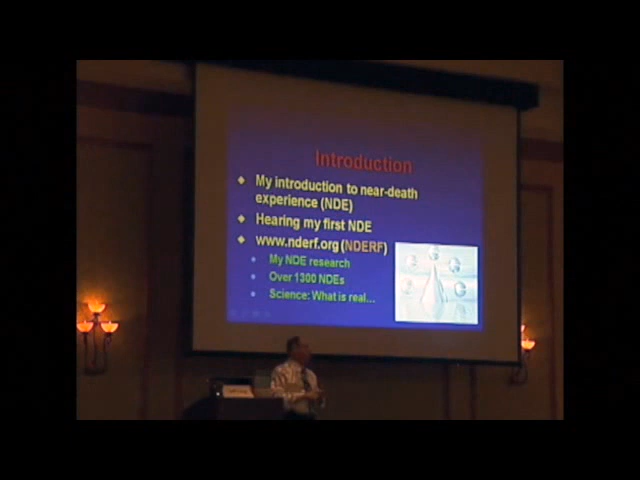 Introduction
My introduction to near-death
experience (NDE)
Hearing my first NDE
www.nderf.org (NDERF)
My NDE research
Over 1300 NDEs
Science: What is real...